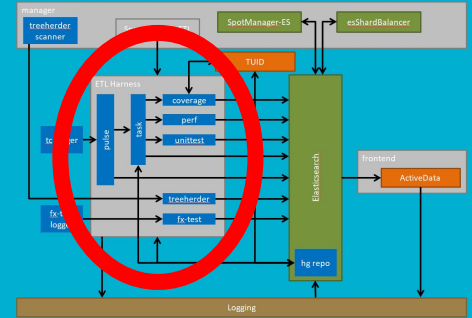 manager
treeherder
scanner
SpotManager-ES
esShardBalancer
TUID
ETL Harness
coverage
perf
unittest
pulse
task
treeherder
fx-test
Elasticsearch
hg repo
frontend
ActiveData
Logging